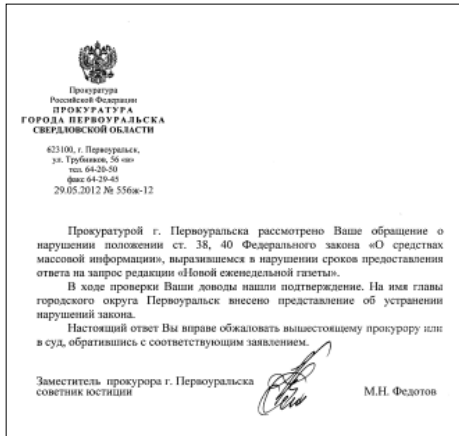 Прокуратура
Российской Федерации
ПРОКУРАТУРА
ГОРОДА ПЕРВОУРАЛЬСКА
СВЕРДЛОВСКОЙ ОБЛАСТИ
623100, г. Первоуральск,
ул. Трубников, 56 «и»
тел. 64-20-50
факс 64-29-45
29.05.2012 № 556ж-12
Прокуратурой г. Первоуральска рассмотрено Ваше обращение о
нарушении положении ст. 38, 40 Федерального закона «О средствах
массовой информации», выразившемся в нарушении сроков предоставления
ответа на запрос редакции «Новой еженедельной газеты».
В ходе проверки Ваши доводы нашли подтверждение. На имя главы
городского округа Первоуральск внесено представление об устранении
нарушений закона.
Настоящий ответ Вы вправе обжаловать вышестоящему прокурору или
в суд, обратившись с соответствующим заявлением.
Заместитель прокурора г. Первоуральска
советник юстиции
М.Н. Федотов